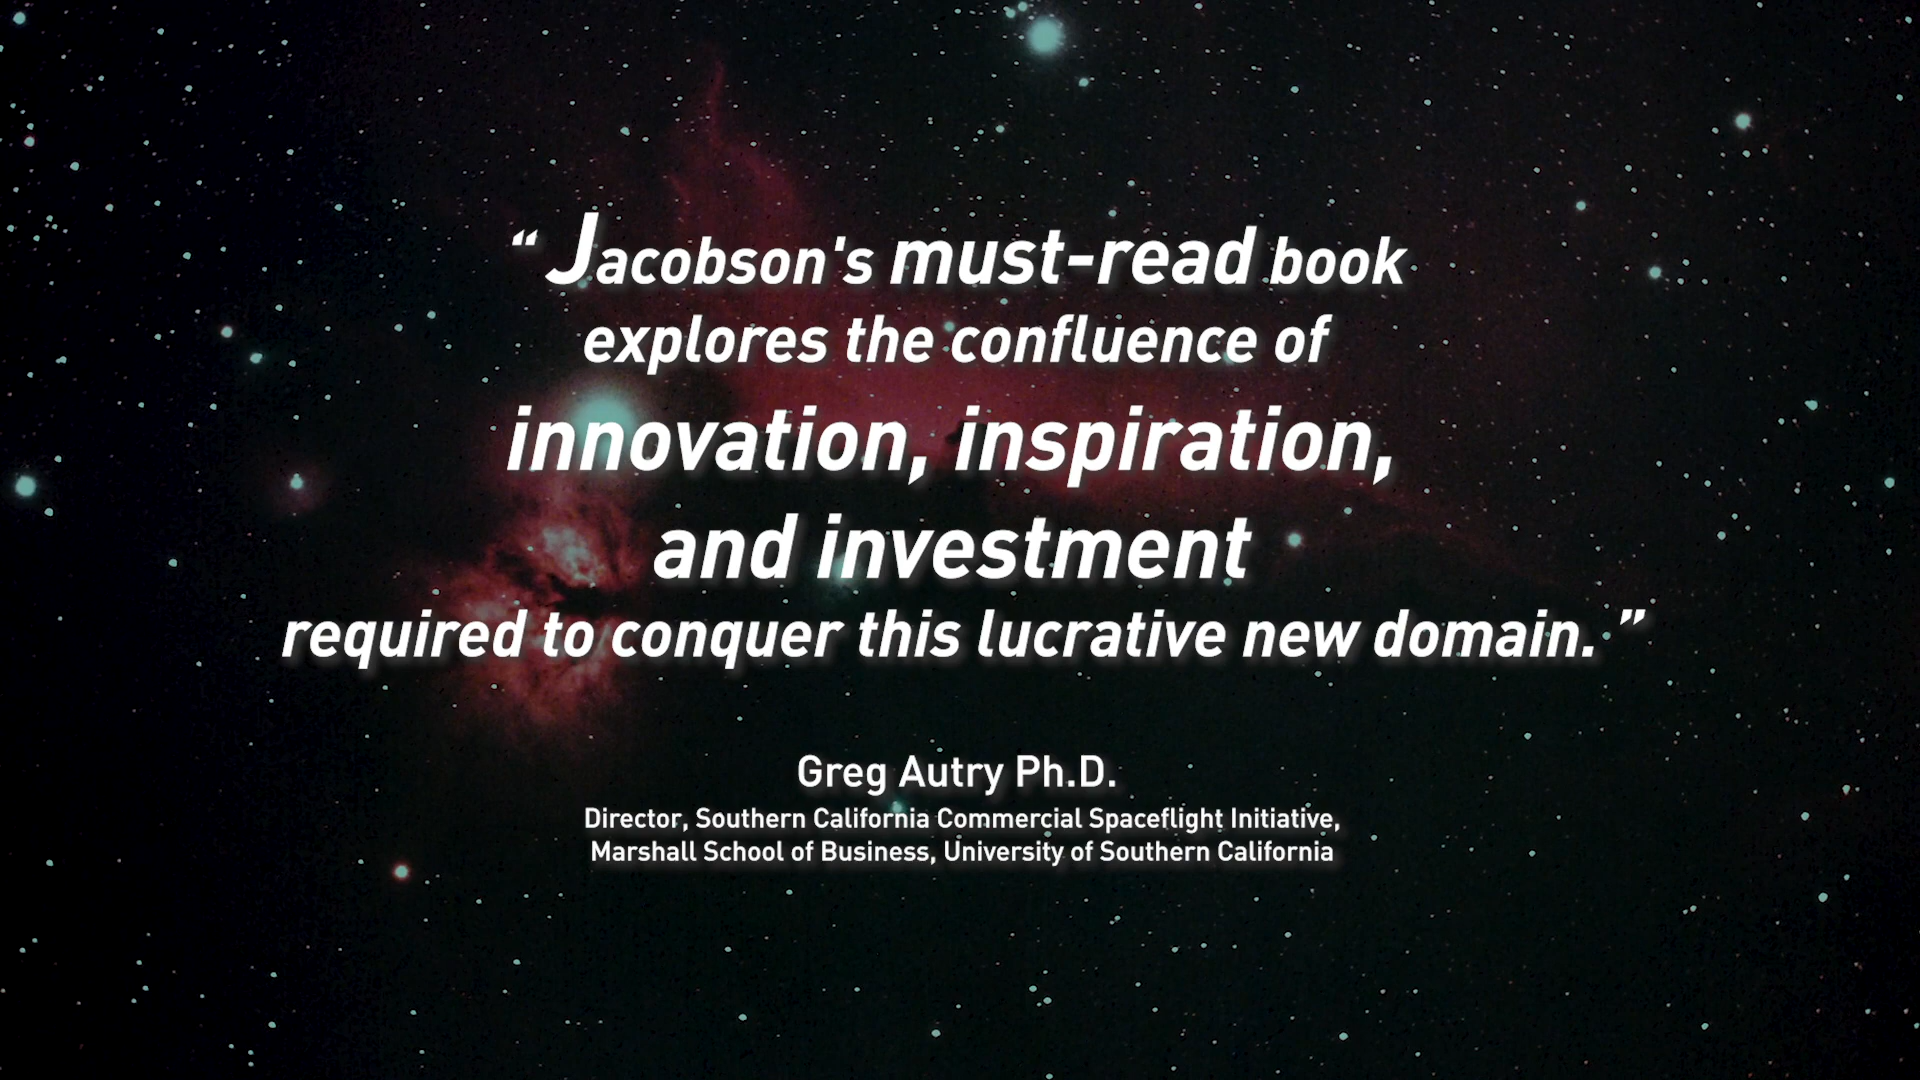 “ Jacobson's must-read book
explores the confluence of
innovation, inspiration,
and investment
required to conquer this lucrative new domain. ”
Greg Autry Ph.D.
Director, Southern California Commercial Spaceflight Initiative,
Marshall School of Business, University of Southern California